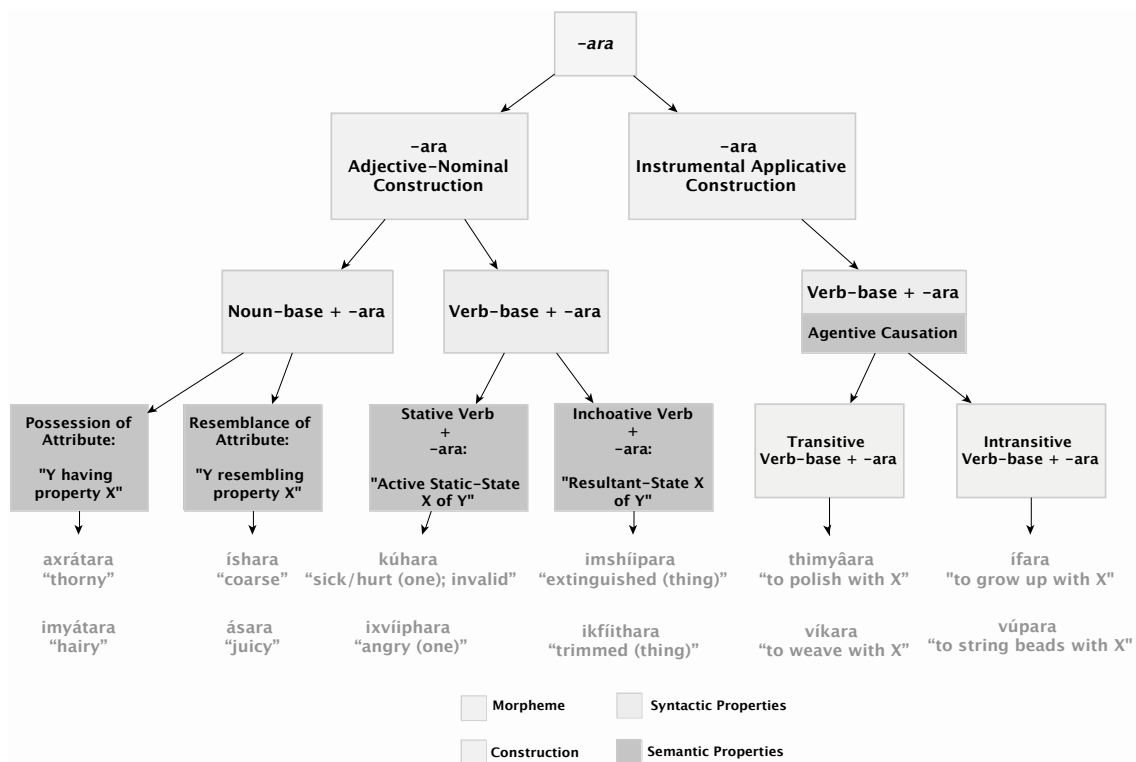 -ara
-ara
Adjective-Nominal
Construction
-ara
Instrumental Applicative
Construction
Noun-base + -ara
Verb-base + -ara
Verb-base + -ara
Agentive Causation
Possession of
Attribute:
"Y having
property X"
Resemblance of
Attribute:
"Y resembling
property X"
Stative Verb
+
-ara:
"Active Static-State
X of Y"
Inchoative Verb
+
-ara:
"Resultant-State X
of Y"
Transitive
Verb-base + -ara
Intransitive
Verb-base + -ara
axrátara
“thorny”
íshara
“coarse”
kúhara
“sick/hurt (one); invalid”
imshíipara
“extinguished (thing)”
thimyâara
“to polish with X”
ífara
"to grow up with X"
imyátara
“hairy”
ásara
“juicy”
ixvíiphara
“angry (one)”
ikfíithara
“trimmed (thing)”
víkara
“to weave with X”
vúpara
“to string beads with X"
Morpheme
Syntactic Properties
Construction
Semantic Properties